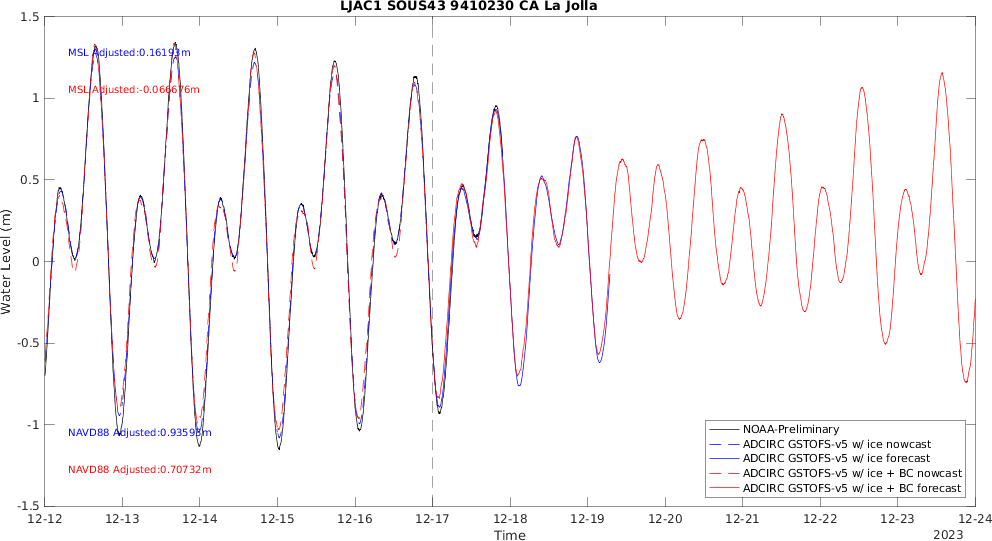 LJAC1 SOUS43 9410230 CA La Jolla
1.5
MSL Adjusted:0.16193m
MSL Adjusted:-0.066676m
1
0.5
0
-0.5
-1
-1.5
Water Level (m)
NAVD88 Adjusted:0.93593m
NAVD88 Adjusted:0.70732m
NOAA-Preliminary
ADCIRC GSTOFS-v5 w/ ice nowcast
ADCIRC GSTOFS-v5 w/ ice forecast
ADCIRC GSTOFS-v5 w/ ice + BC nowcast
ADCIRC GSTOFS-v5 w/ ice + BC forecast
12-12 12-13 12-14 12-15 12-16 12-17 12-18 12-19 12-20 12-21 12-22 12-23 12-24
Time
2023